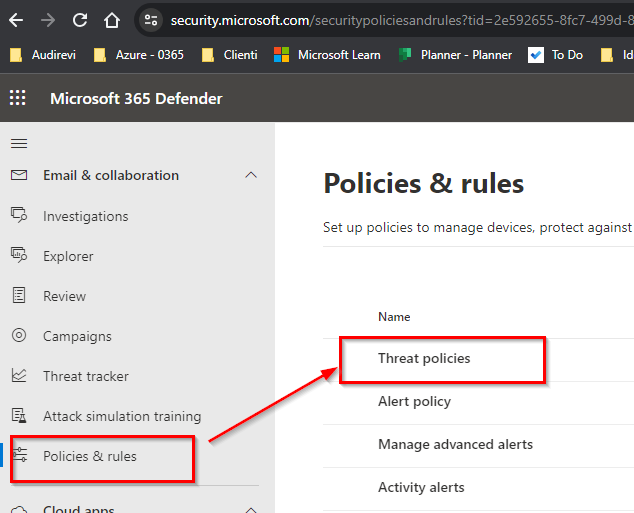 security.microsoft.com/securitypoliciesandrules?tid=2e592655-8fc7-499d-8
Audirevi Azure - O365 Clienti Microsoft Learn Planner - Planner To Do Id
Microsoft 365 Defender
Email & collaboration
Investigations
Explorer
Review
Campaigns
Threat tracker
Attack simulation training
Policies & rules
Cloud apps
Policies & rules
Set up policies to manage devices, protect against
Name
Threat policies
Alert policy
Manage advanced alerts
Activity alerts